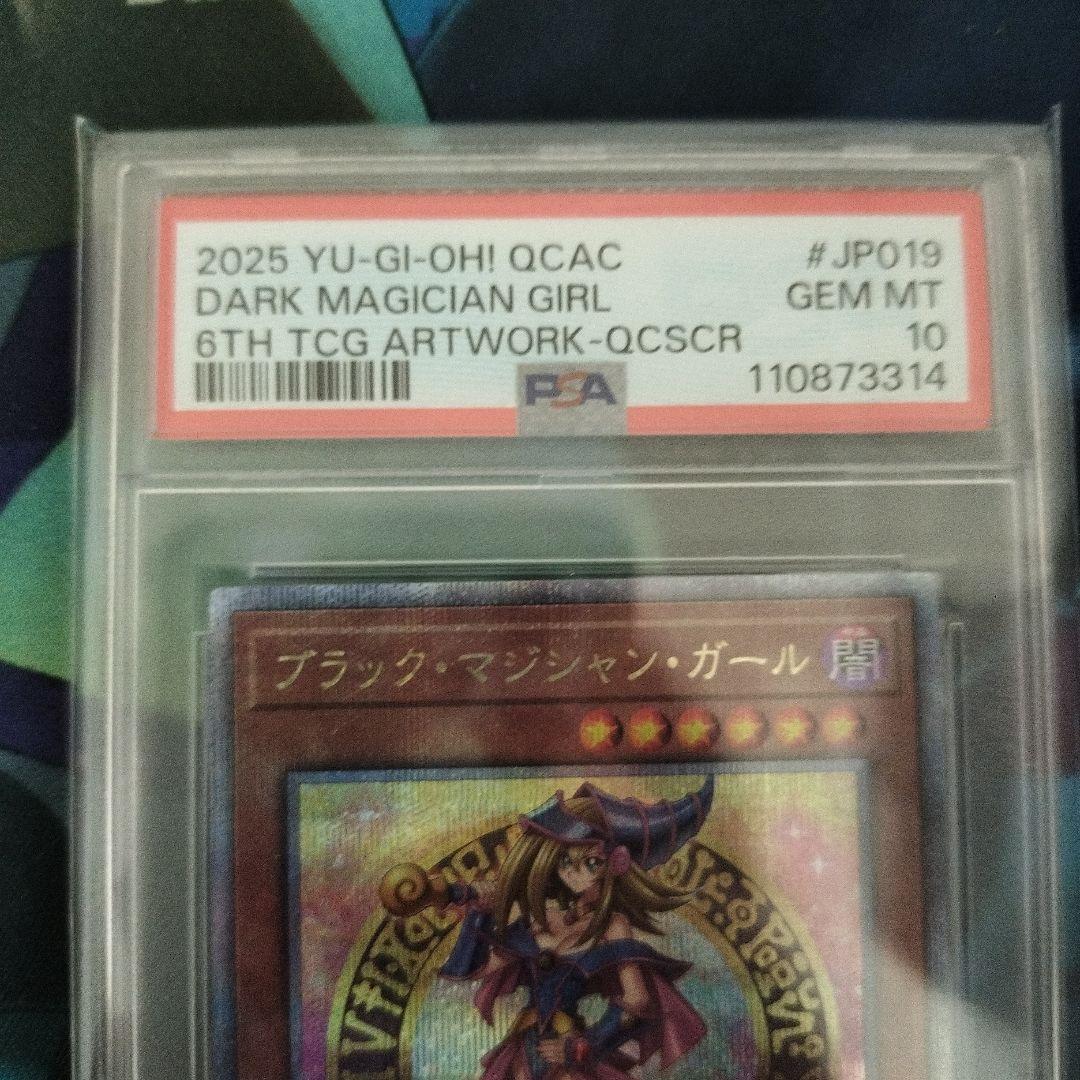 2025 YU-GI-OH! QCAC #JP019
DARK MAGICIAN GIRL GEM MT
6TH TCG ARTWORK-QCSCR 10
PSA 110873314
ブラック・マジシャン・ガール 闇